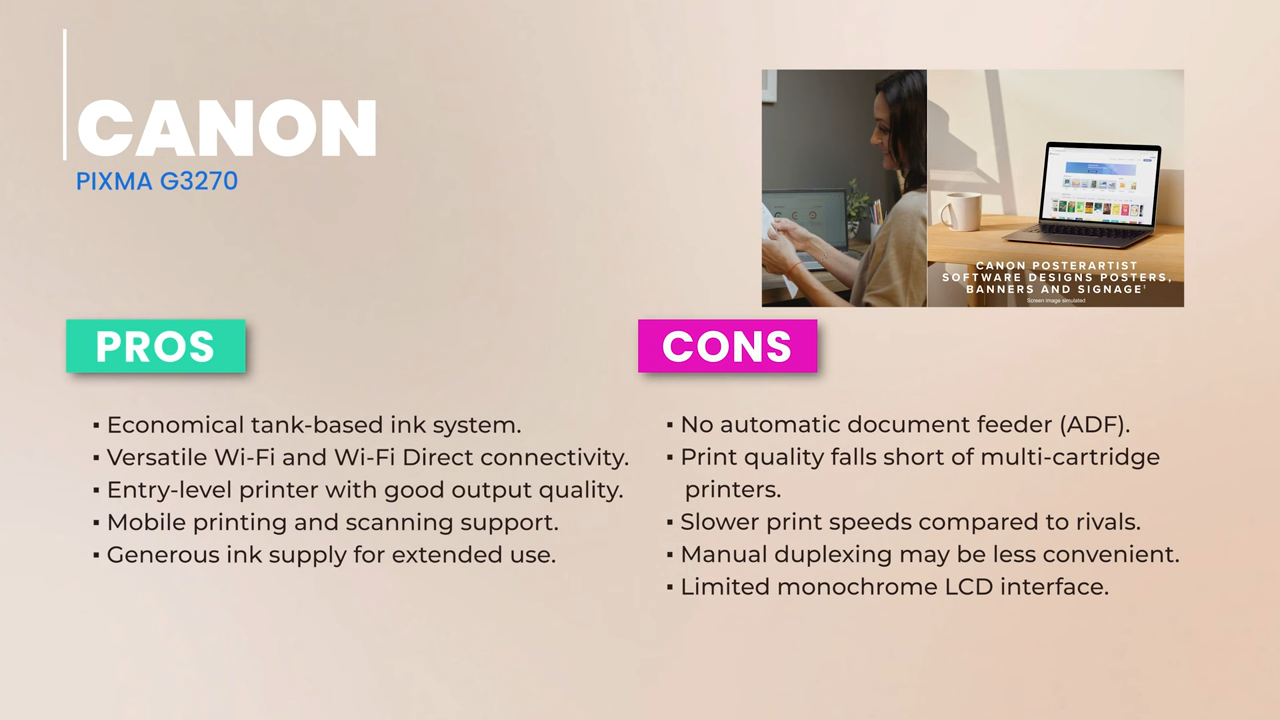 CANON
PIXMA G3270
CANON POSTERARTIST
SOFTWARE DESIGNS POSTERS,
BANNERS AND SIGNAGE
Screen image simulated
PROS
▪ Economical tank-based ink system.
▪ Versatile Wi-Fi and Wi-Fi Direct connectivity.
▪ Entry-level printer with good output quality.
▪ Mobile printing and scanning support.
▪ Generous ink supply for extended use.
CONS
▪ No automatic document feeder (ADF).
▪ Print quality falls short of multi-cartridge
printers.
▪ Slower print speeds compared to rivals.
▪ Manual duplexing may be less convenient.
▪ Limited monochrome LCD interface.